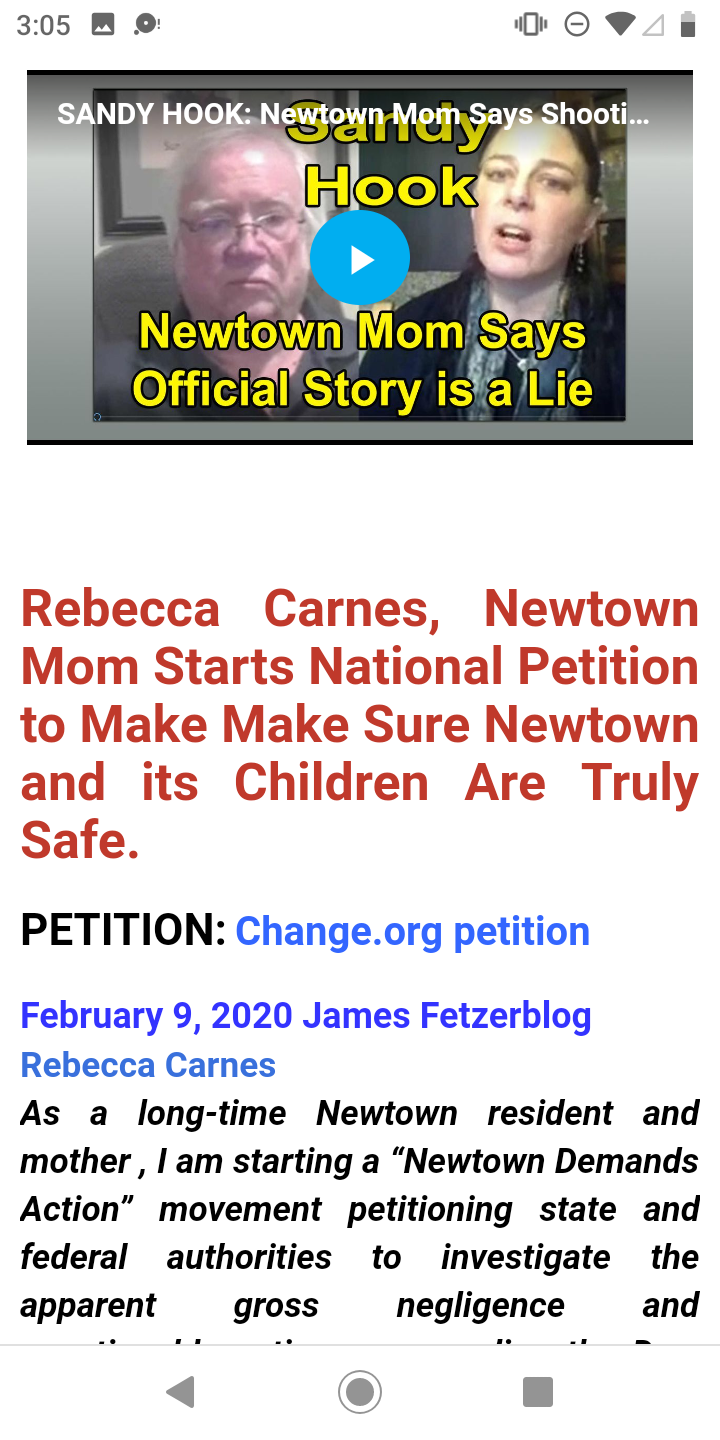 3:05
SANDY HOOK: Newtown Mom Says Shooti...
Sandy
Hook
Newtown Mom Says
Official Story is a Lie
Rebecca Carnes, Newtown
Mom Starts National Petition
to Make Make Sure Newtown
and its Children Are Truly
Safe.
PETITION: Change.org petition
February 9, 2020 James Fetzerblog
Rebecca Carnes
As a long-time Newtown resident and
mother , I am starting a “Newtown Demands
Action” movement petitioning state and
federal authorities to investigate the
apparent gross negligence and